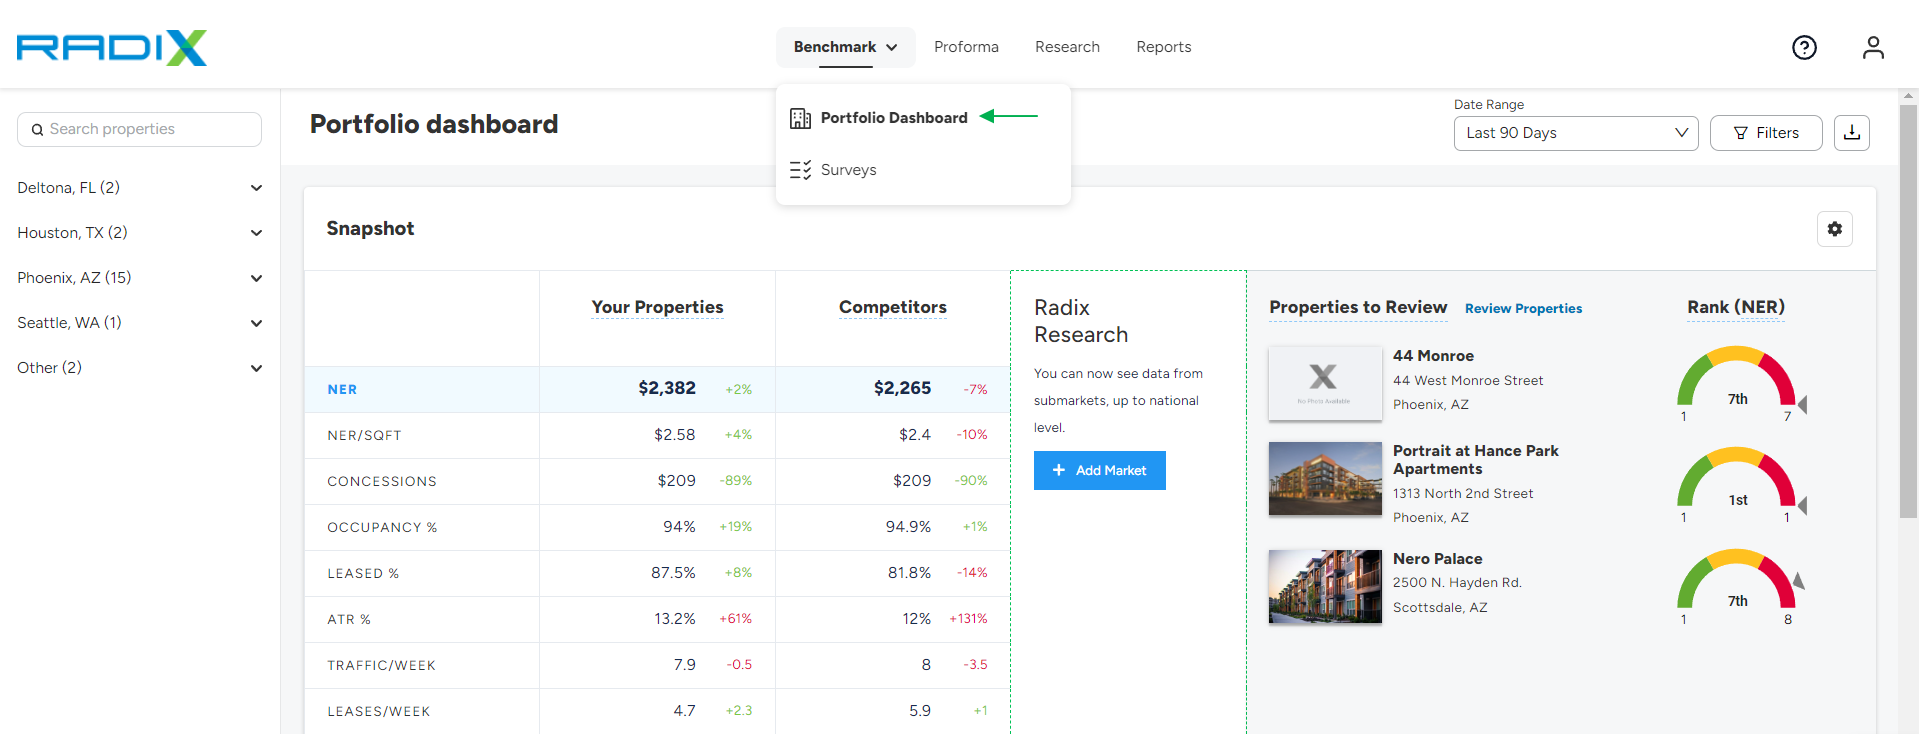 RADIX
Benchmark
Proforma
Research
Reports
Portfolio Dashboard
Surveys
Search properties
Deltona, FL (2)
Houston, TX (2)
Phoenix, AZ (15)
Seattle, WA (1)
Other (2)
Portfolio dashboard
Date Range
Last 90 Days
Filters
Snapshot
Your Properties
Competitors
NER $2,382 +2% $2,265 -7%
NER/SQFT $2.58 +4% $2.4 -10%
CONCESSIONS $209 -89% $209 -90%
OCCUPANCY % 94% +19% 94.9% +1%
LEASED % 87.5% +8% 81.8% -14%
ATR % 13.2% +61% 12% +131%
TRAFFIC/WEEK 7.9 -0.5 8 -3.5
LEASES/WEEK 4.7 +2.3 5.9 +1
Radix
Research
You can now see data from
submarkets, up to national
level.
+ Add Market
Properties to Review
Review Properties
Rank (NER)
X
No Photo Available
44 Monroe
44 West Monroe Street
Phoenix, AZ
7th
1 7
Portrait at Hance Park
Apartments
1313 North 2nd Street
Phoenix, AZ
1st
1 1
Nero Palace
2500 N. Hayden Rd.
Scottsdale, AZ
7th
1 8